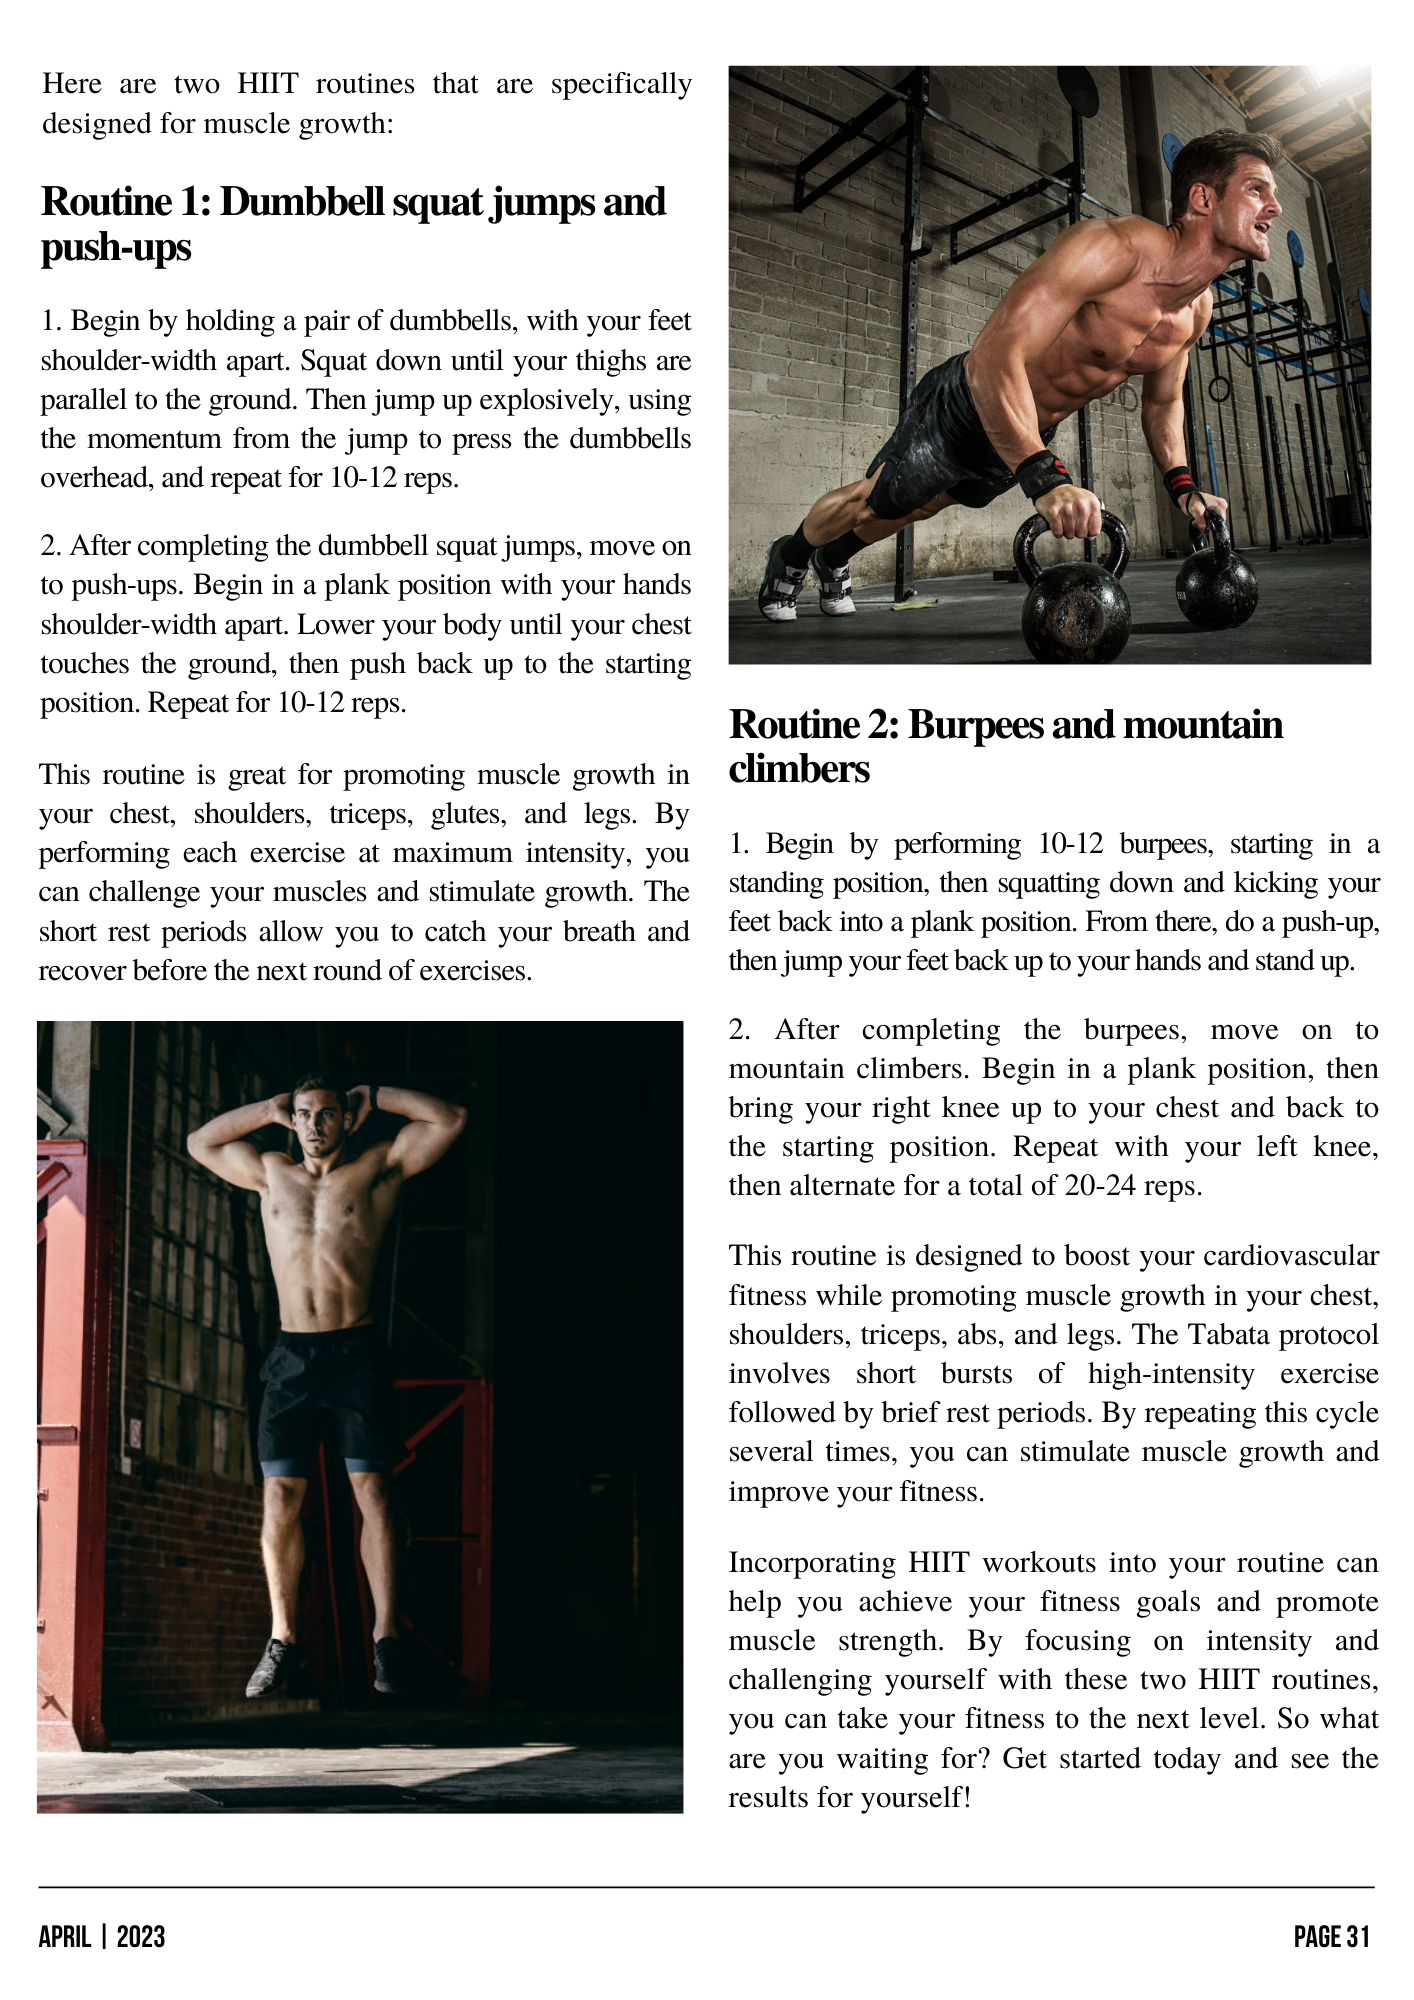 Here are two HIIT routines that are specifically
designed for muscle growth:
Routine 1: Dumbbell squat jumps and
push-ups
1. Begin by holding a pair of dumbbells, with your feet
shoulder-width apart. Squat down until your thighs are
parallel to the ground. Then jump up explosively, using
the momentum from the jump to press the dumbbells
overhead, and repeat for 10-12 reps.
2. After completing the dumbbell squat jumps, move on
to push-ups. Begin in a plank position with your hands
shoulder-width apart. Lower your body until your chest
touches the ground, then push back up to the starting
position. Repeat for 10-12 reps.
This routine is great for promoting muscle growth in
your chest, shoulders, triceps, glutes, and legs. By
performing each exercise at maximum intensity, you
can challenge your muscles and stimulate growth. The
short rest periods allow you to catch your breath and
recover before the next round of exercises.
Routine 2: Burpees and mountain
climbers
1. Begin by performing 10-12 burpees, starting in a
standing position, then squatting down and kicking your
feet back into a plank position. From there, do a push-up,
then jump your feet back up to your hands and stand up.
2. After completing the burpees, move on to
mountain climbers. Begin in a plank position, then
bring your right knee up to your chest and back to
the starting position. Repeat with your left knee,
then alternate for a total of 20-24 reps.
This routine is designed to boost your cardiovascular
fitness while promoting muscle growth in your chest,
shoulders, triceps, abs, and legs. The Tabata protocol
involves short bursts of high-intensity exercise
followed by brief rest periods. By repeating this cycle
several times, you can stimulate muscle growth and
improve your fitness.
Incorporating HIIT workouts into your routine can
help you achieve your fitness goals and promote
muscle strength. By focusing on intensity and
challenging yourself with these two HIIT routines,
you can take your fitness to the next level. So what
are you waiting for? Get started today and see the
results for yourself!
APRIL | 2023
PAGE 31